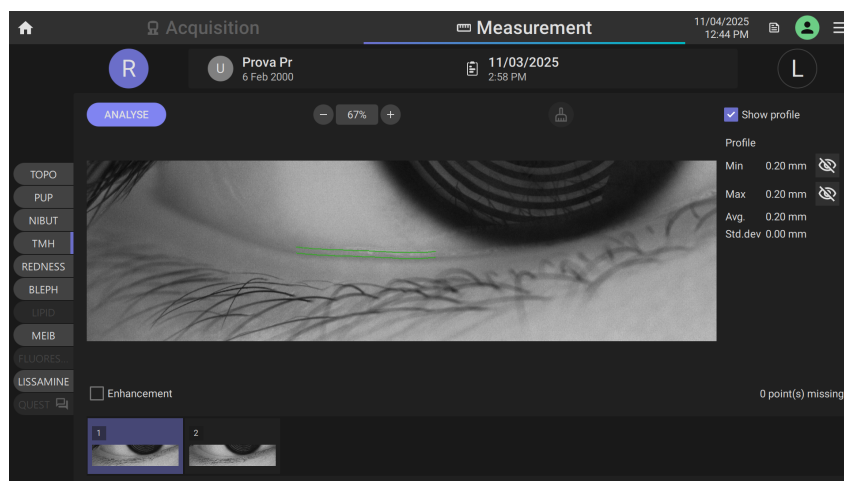 Acquisition
Measurement
11/04/2025
12:44 PM
R
U
Prova Pr
6 Feb 2000
11/03/2025
2:58 PM
L
ANALYSE
67%
Show profile
Profile
Min 0.20 mm
Max 0.20 mm
Avg. 0.20 mm
Std.dev 0.00 mm
TOPO
PUP
NIBUT
TMH
REDNESS
BLEPH
LIPID
MEIB
FLUORES...
LISSAMINE
QUEST
Enhancement
0 point(s) missing
1
2